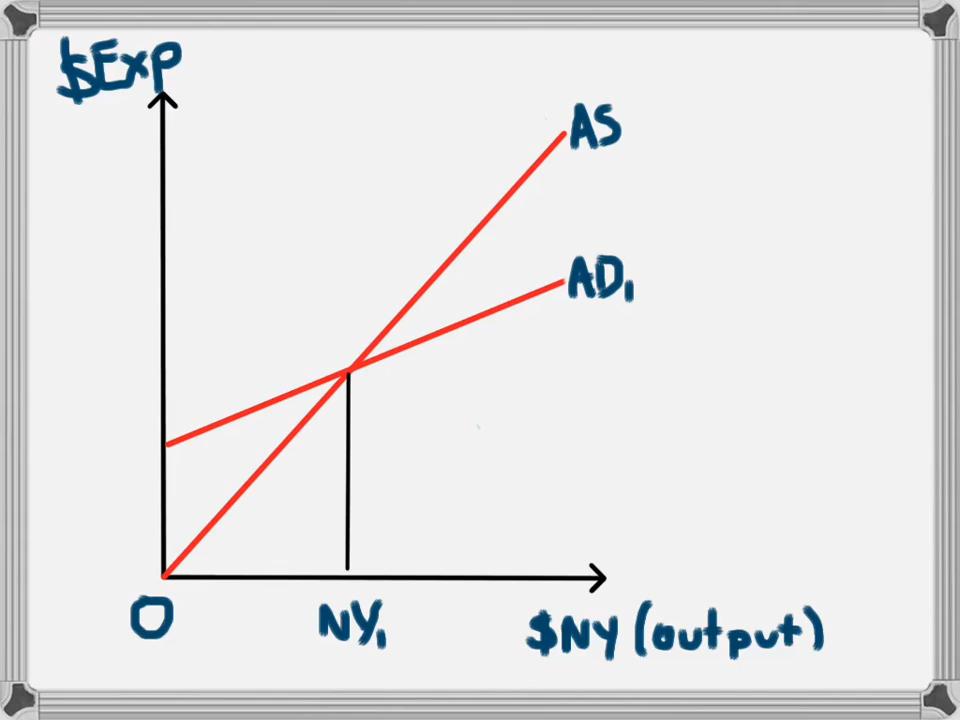 $Exp
AS
AD₁
O
NY₁
$NY (output)